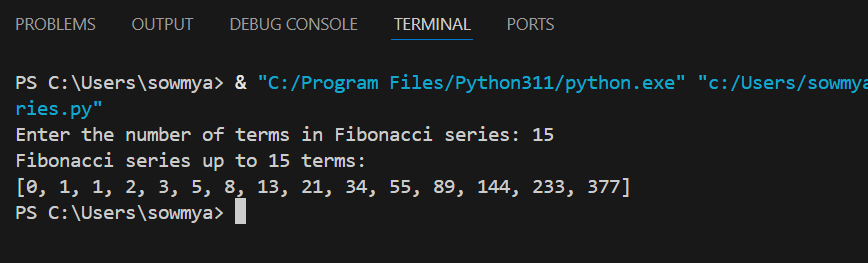 PROBLEMS OUTPUT DEBUG CONSOLE TERMINAL PORTS
PS C:\Users\sowmya> & "C:/Program Files/Python311/python.exe" "c:/Users/sowmya
ries.py"
Enter the number of terms in Fibonacci series: 15
Fibonacci series up to 15 terms:
[0, 1, 1, 2, 3, 5, 8, 13, 21, 34, 55, 89, 144, 233, 377]
PS C:\Users\sowmya>